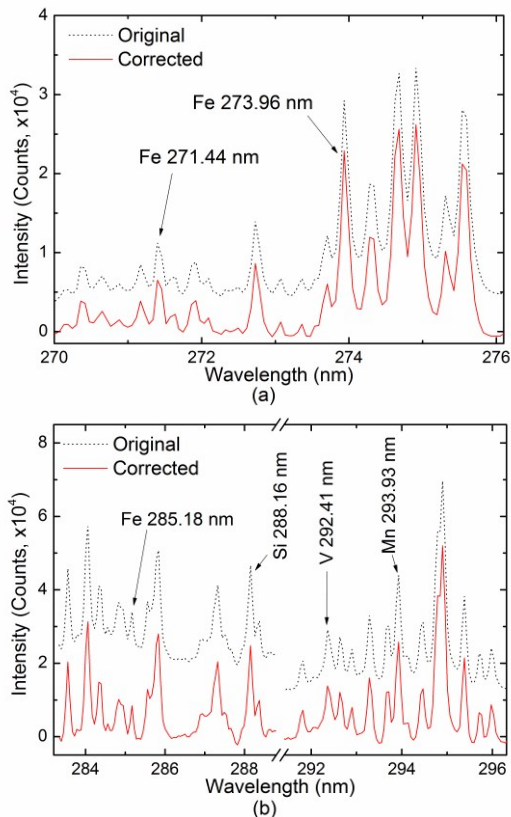 Original
Corrected
Fe 273.96 nm
Fe 271.44 nm
Intensity (Counts, x10⁴)
4
3
2
1
0
270 272 274 276
Wavelength (nm)
(a)
Original
Corrected
Fe 285.18 nm
Si 288.16 nm
V 292.41 nm
Mn 293.93 nm
Intensity (Counts, x10⁴)
8
6
4
2
0
284 286 288 292 294 296
Wavelength (nm)
(b)